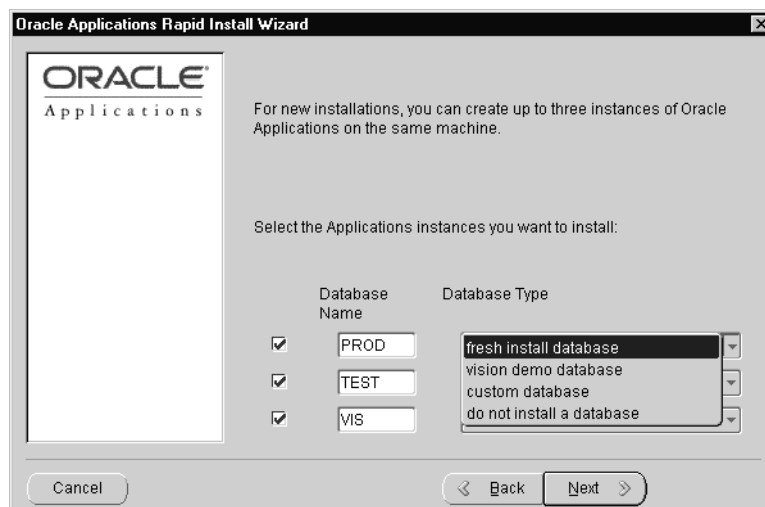 Oracle Applications Rapid Install Wizard
ORACLE®
Applications
For new installations, you can create up to three instances of Oracle
Applications on the same machine.
Select the Applications instances you want to install:
Database
Name
Database Type
PROD
TEST
VIS
fresh install database
vision demo database
custom database
do not install a database
Cancel
Back
Next